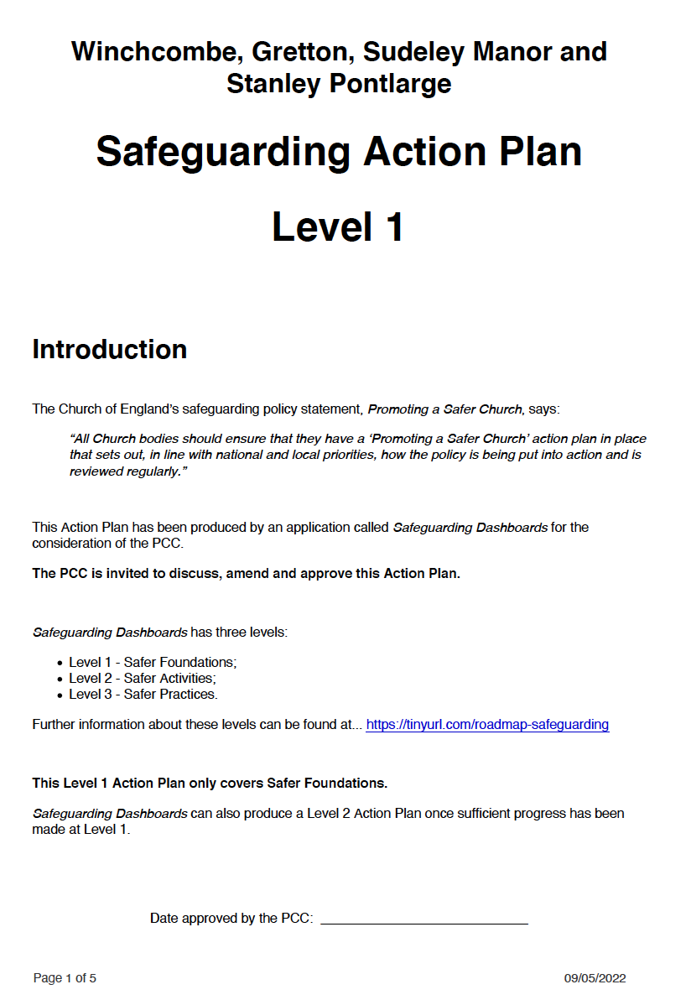 Winchcombe, Gretton, Sudeley Manor and
Stanley Pontlarge
Safeguarding Action Plan
Level 1
Introduction
The Church of England’s safeguarding policy statement, Promoting a Safer Church, says:
“All Church bodies should ensure that they have a ‘Promoting a Safer Church’ action plan in place
that sets out, in line with national and local priorities, how the policy is being put into action and is
reviewed regularly.”
This Action Plan has been produced by an application called Safeguarding Dashboards for the
consideration of the PCC.
The PCC is invited to discuss, amend and approve this Action Plan.
Safeguarding Dashboards has three levels:
• Level 1 - Safer Foundations;
• Level 2 - Safer Activities;
• Level 3 - Safer Practices.
Further information about these levels can be found at... https://tinyurl.com/roadmap-safeguarding
This Level 1 Action Plan only covers Safer Foundations.
Safeguarding Dashboards can also produce a Level 2 Action Plan once sufficient progress has been
made at Level 1.
Date approved by the PCC: ____________________________
Page 1 of 5 09/05/2022